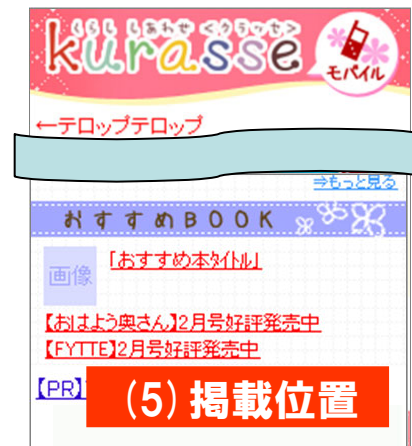 くらし しあわせ <クラッセ>
kurasse
モバイル
←テロップテロップ
⇒もっと見る
おすすめBOOK
画像
「おすすめ本タイトル」
【おはよう奥さん】2月号好評発売中
【FYTTE】2月号好評発売中
【PR】
(5)掲載位置